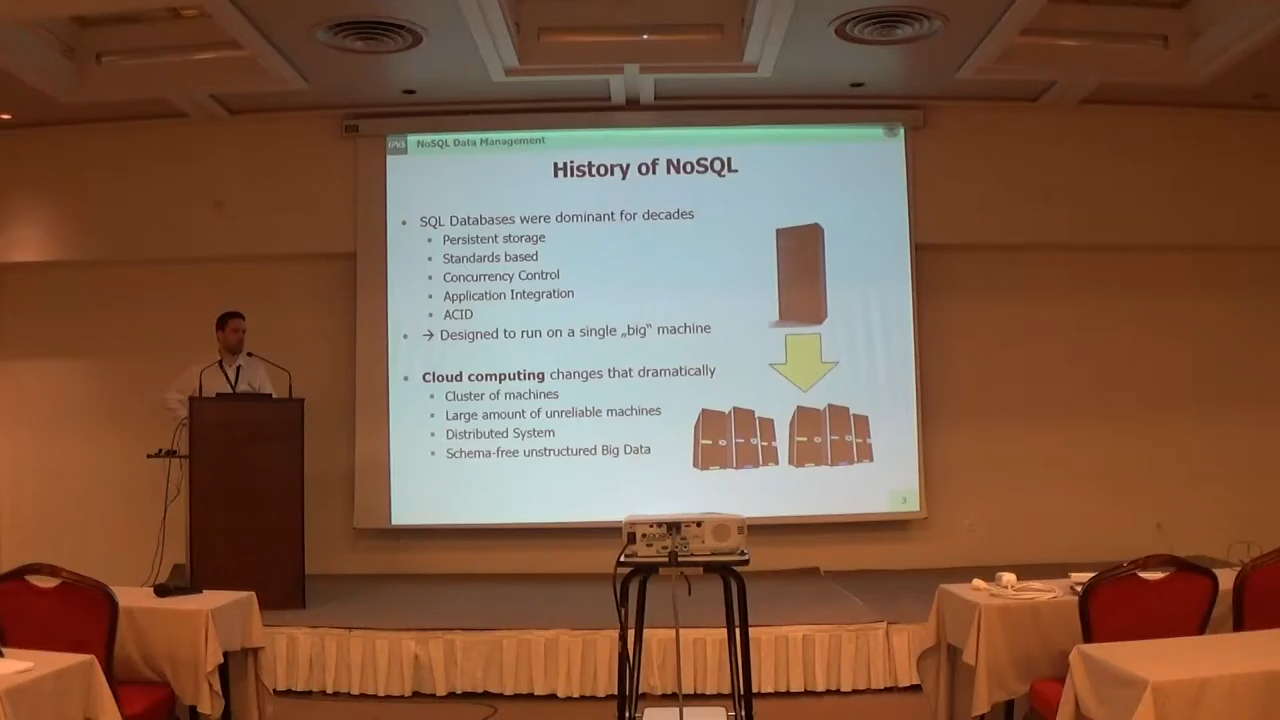 IPVS NoSQL Data Management
History of NoSQL
SQL Databases were dominant for decades
Persistent storage
Standards based
Concurrency Control
Application Integration
ACID
→ Designed to run on a single „big“ machine
Cloud computing changes that dramatically
Cluster of machines
Large amount of unreliable machines
Distributed System
Schema-free unstructured Big Data
3